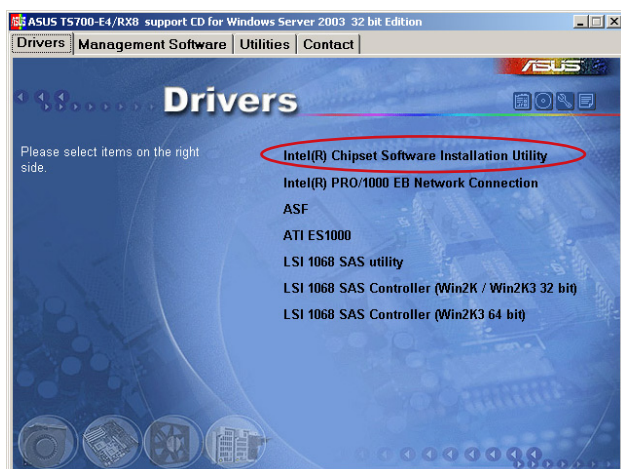 ASUS TS700-E4/RX8 support CD for Windows Server 2003 32 bit Edition
Drivers Management Software Utilities Contact
ASUS
Drivers
Please select items on the right
side.
Intel(R) Chipset Software Installation Utility
Intel(R) PRO/1000 EB Network Connection
ASF
ATI ES1000
LSI 1068 SAS utility
LSI 1068 SAS Controller (Win2K / Win2K3 32 bit)
LSI 1068 SAS Controller (Win2K3 64 bit)